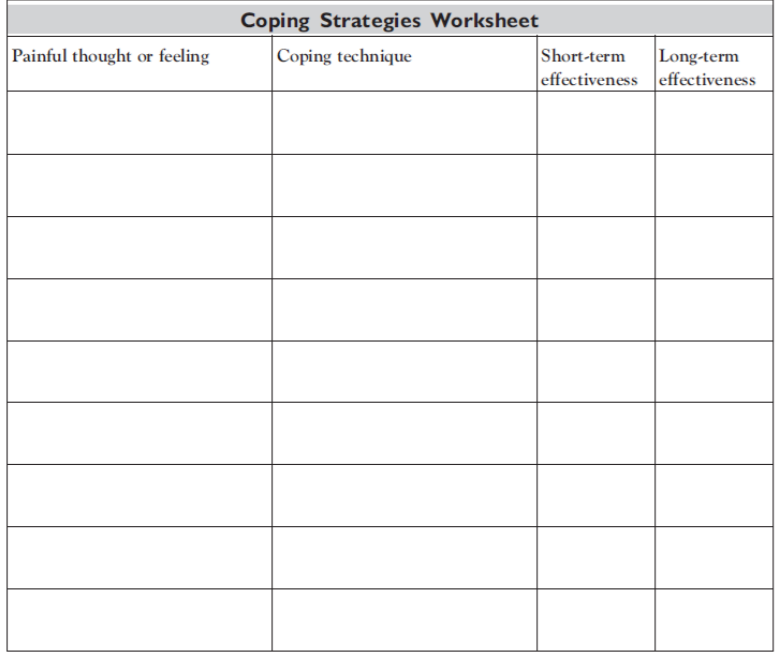 Coping Strategies Worksheet
Painful thought or feeling
Coping technique
Short-term
effectiveness
Long-term
effectiveness